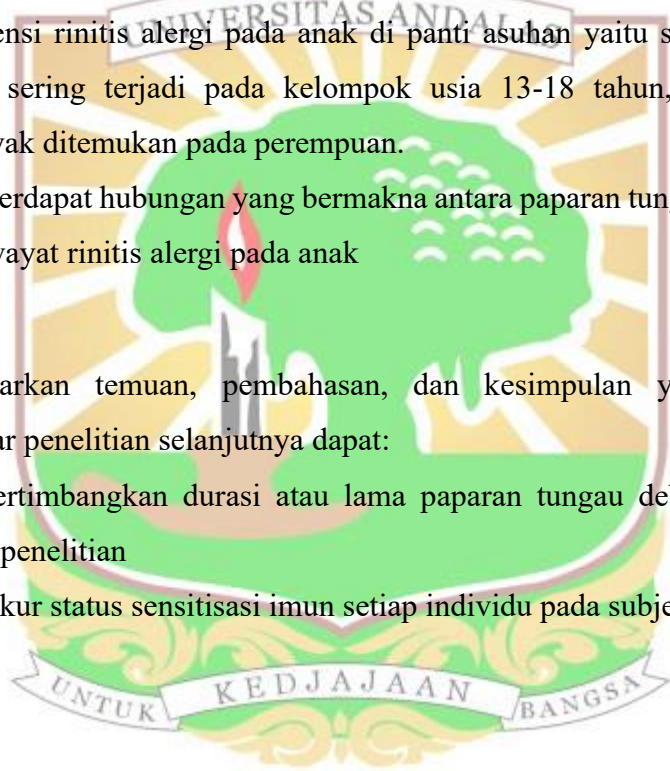 UNIVERSITAS ANDALAS
ensi rinitis alergi pada anak di panti asuhan yaitu s
sering terjadi pada kelompok usia 13-18 tahun,
yak ditemukan pada perempuan.
erdapat hubungan yang bermakna antara paparan tun
wayat rinitis alergi pada anak
arkan temuan, pembahasan, dan kesimpulan y
ar penelitian selanjutnya dapat:
ertimbangkan durasi atau lama paparan tungau de
penelitian
kur status sensitisasi imun setiap individu pada subje
UNTUK KEDJAJAAN BANGSA